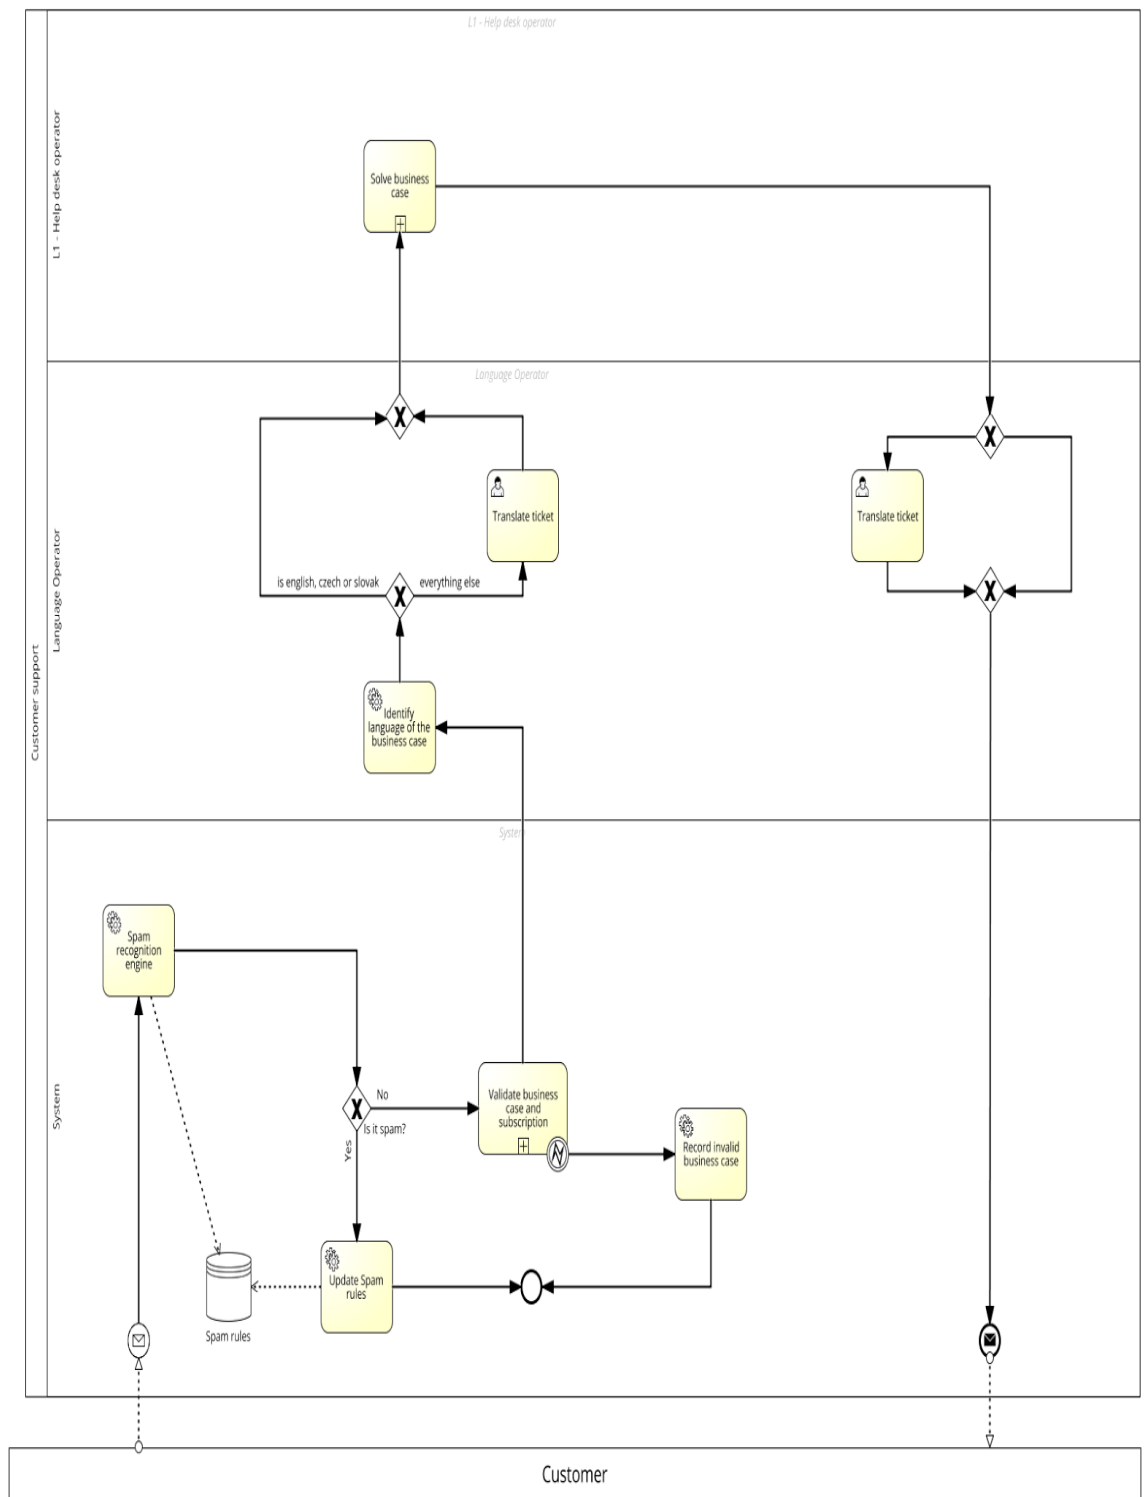 L1 - Help desk operator
L1 - Help desk operator
Solve business
case
Language Operator
Language Operator
Translate ticket
Translate ticket
is english, czech or slovak
everything else
Identify
language of the
business case
Customer support
System
System
Spam
recognition
engine
No
Is it spam?
Yes
Validate business
case and
subscription
Record invalid
business case
Update Spam
rules
Spam rules
Customer